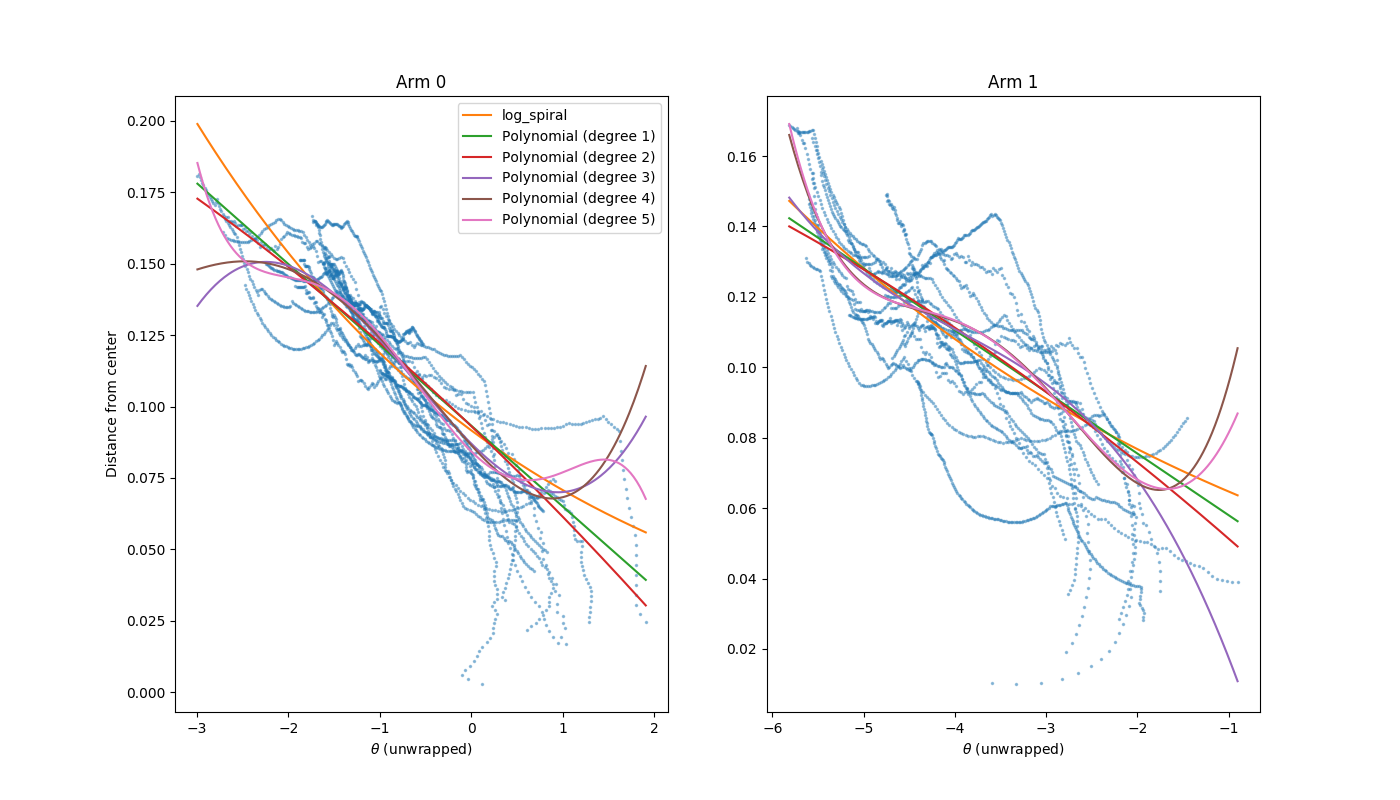 Arm 0
Arm 1
log_spiral
Polynomial (degree 1)
Polynomial (degree 2)
Polynomial (degree 3)
Polynomial (degree 4)
Polynomial (degree 5)
Distance from center
0.200
0.175
0.150
0.125
0.100
0.075
0.050
0.025
0.000
−3
−2
−1
0
1
2
θ (unwrapped)
0.16
0.14
0.12
0.10
0.08
0.06
0.04
0.02
−6
−5
−4
−3
−2
−1
θ (unwrapped)